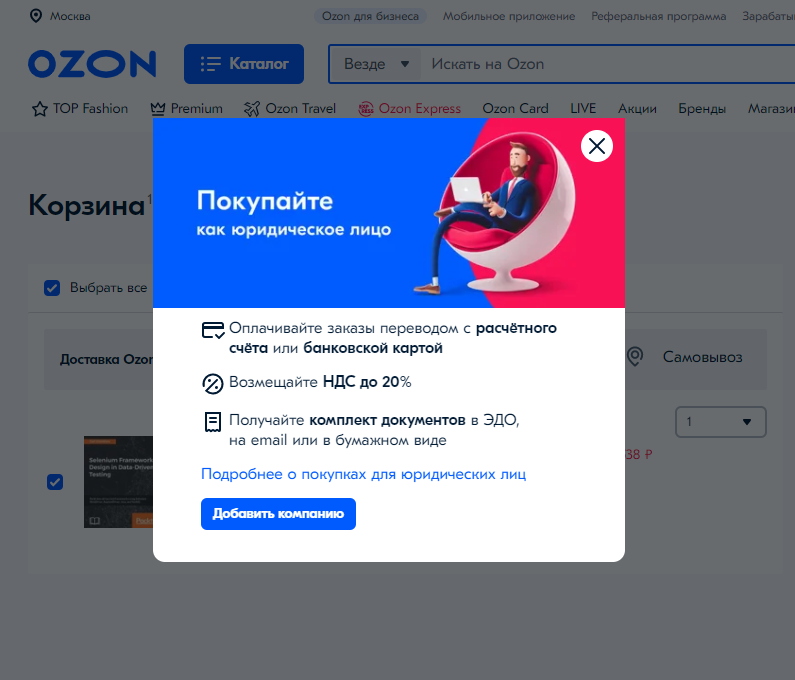 Москва
Ozon для бизнеса Мобильное приложение Реферальная программа
OZON
Каталог
Везде Искать на Ozon
TOP Fashion Premium Ozon Travel Ozon Express Ozon Card LIVE Акции Бренды
Корзина 1
Покупайте
как юридическое лицо
Выбрать все
Оплачивайте заказы переводом с расчётного
счёта или банковской картой
Доставка Ozon
Самовывоз
Возмещайте НДС до 20%
Получайте комплект документов в ЭДО,
на email или в бумажном виде
1
38 ₽
Selenium Framework
Design in Data Driven
Testing
Подробнее о покупках для юридических лиц
Добавить компанию